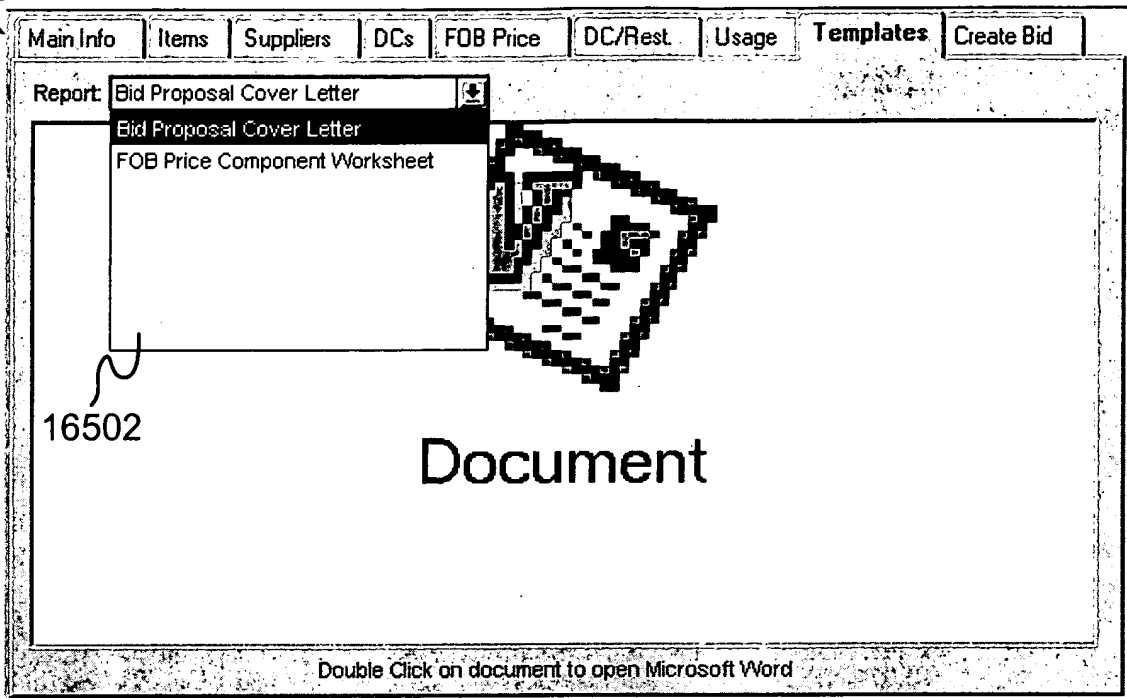 Main Info Items Suppliers DCs FOB Price DC/Rest. Usage Templates Create Bid
Report: Bid Proposal Cover Letter
Bid Proposal Cover Letter
FOB Price Component Worksheet
16502
Document
Double Click on document to open Microsoft Word